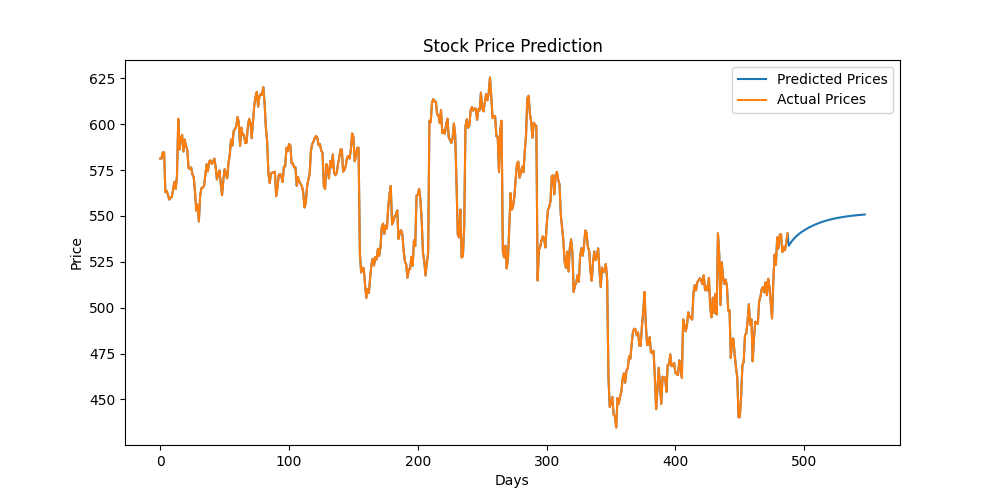 Stock Price Prediction
Predicted Prices
Actual Prices
625
600
575
550
525
500
475
450
Price
0 100 200 300 400 500
Days